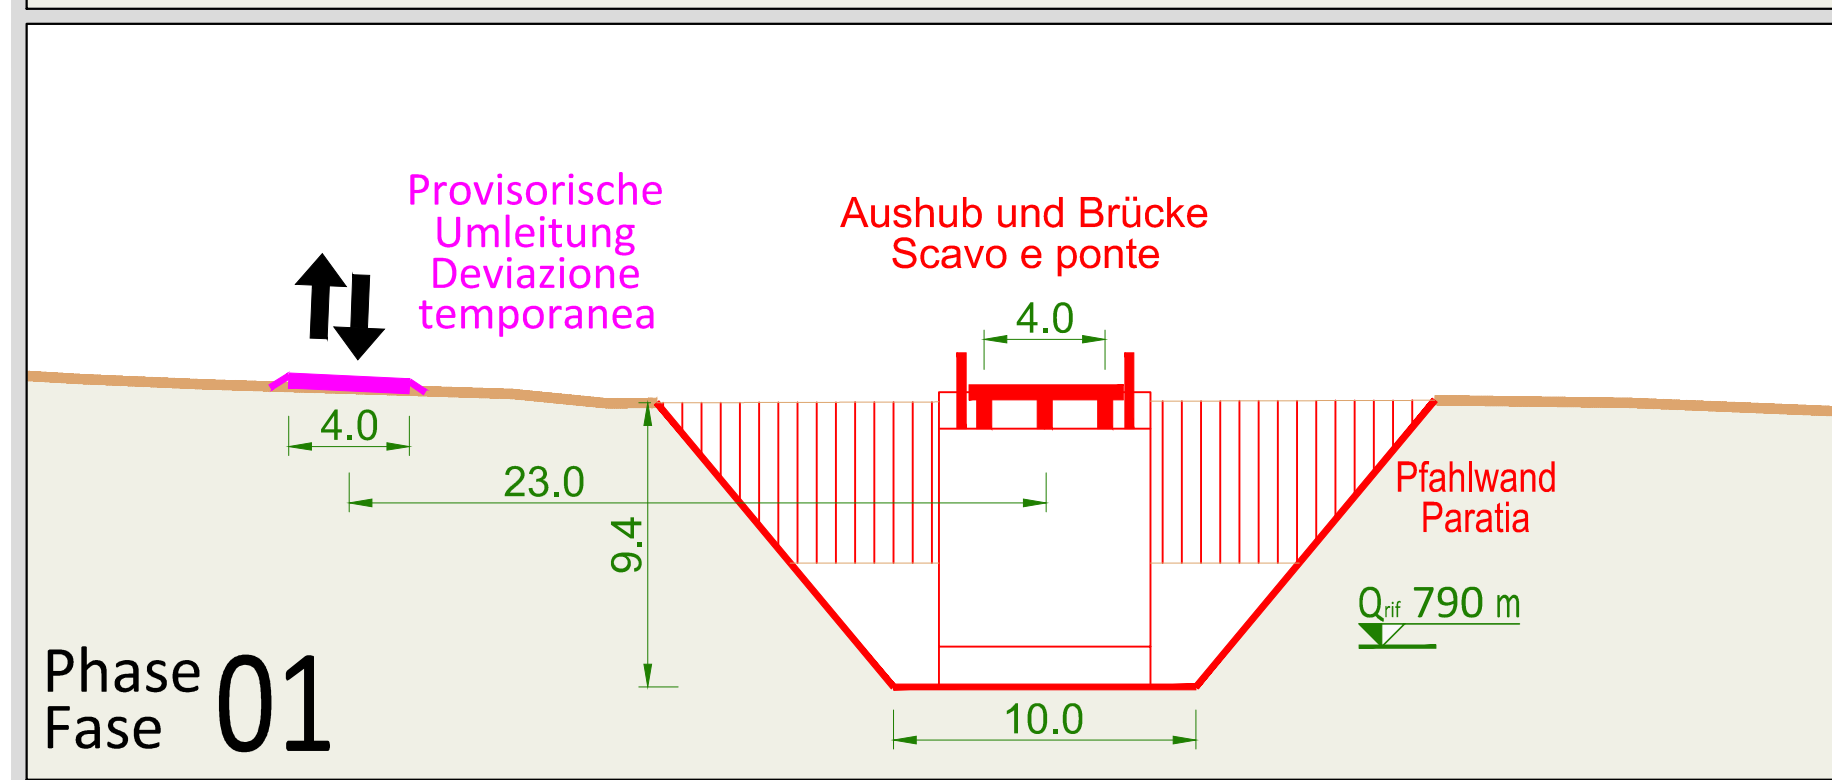 Provisorische
Umleitung
Deviazione
temporanea
Aushub und Brücke
Scavo e ponte
4.0
4.0
23.0
9.4
Pfahlwand
Paratia
Qrif 790 m
10.0
Phase
Fase
01